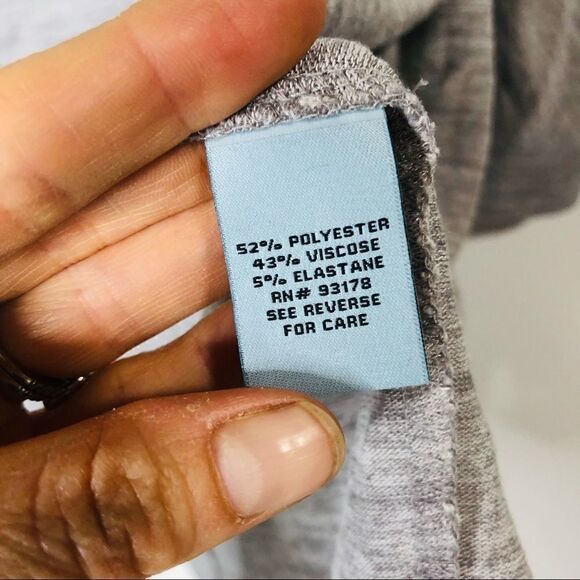 52% POLYESTER
43% VISCOSE
5% ELASTANE
RN# 93178
SEE REVERSE
FOR CARE